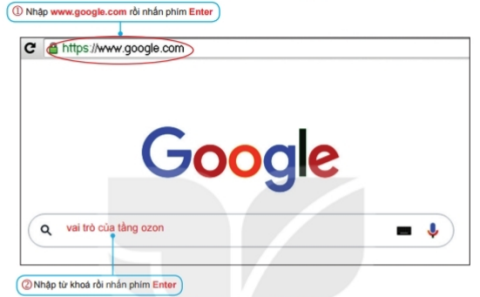 ① Nhập www.google.com rồi nhấn phím Enter
https://www.google.com
Google
vai trò của tầng ozon
② Nhập từ khoá rồi nhấn phím Enter